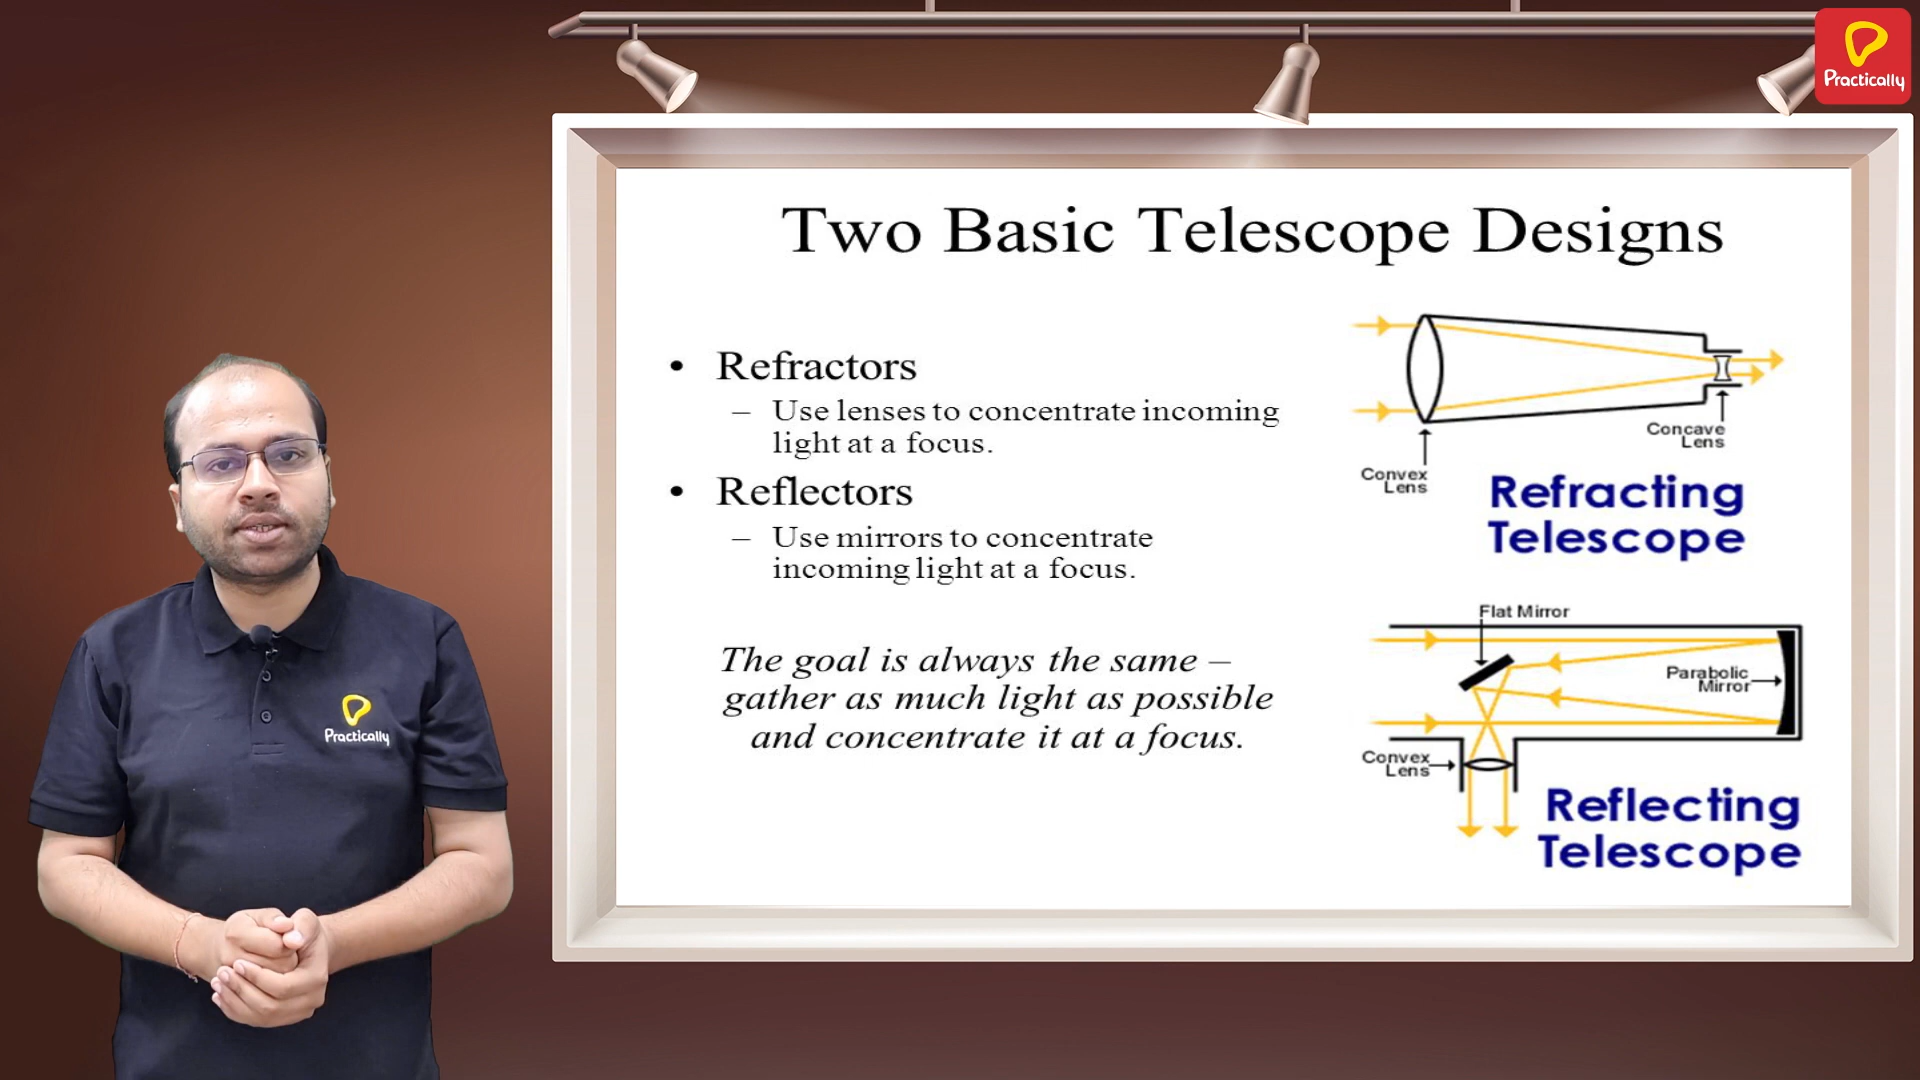 Practically
Two Basic Telescope Designs
• Refractors
– Use lenses to concentrate incoming
light at a focus.
• Reflectors
– Use mirrors to concentrate
incoming light at a focus.
The goal is always the same –
gather as much light as possible
and concentrate it at a focus.
Convex
Lens
Concave
Lens
Refracting
Telescope
Flat Mirror
Parabolic
Mirror
Convex
Lens
Reflecting
Telescope
Practically